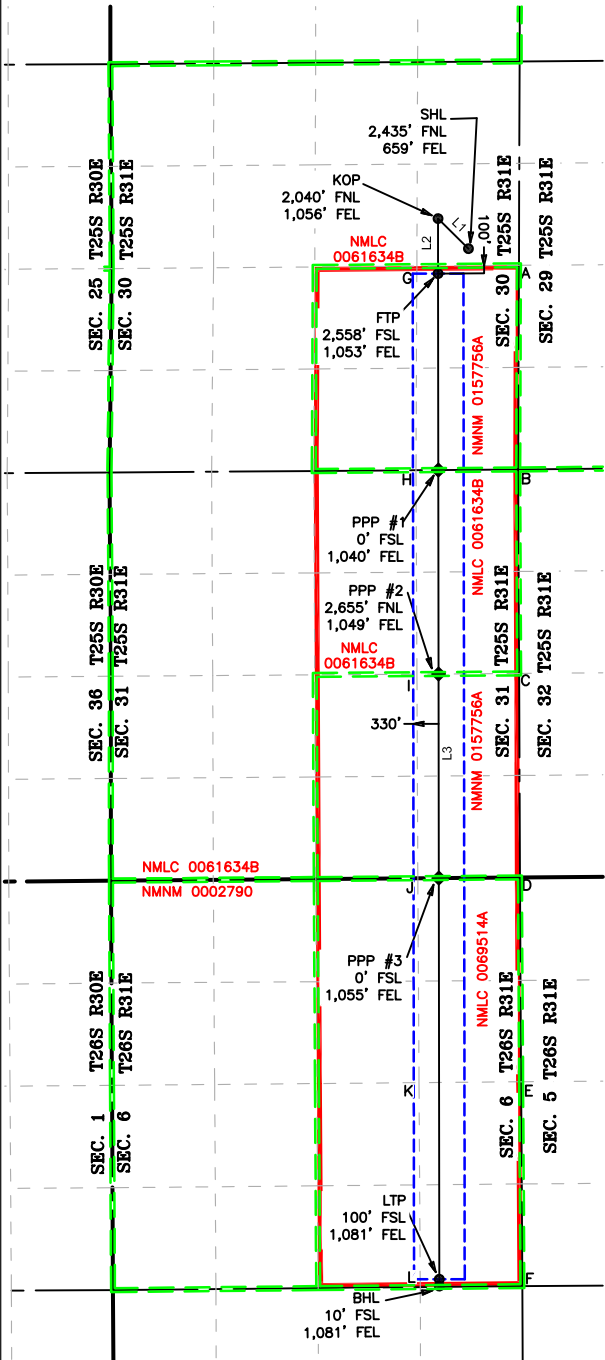 SHL
2,435' FNL
659' FEL
KOP
2,040' FNL
1,056' FEL
L1
L2
100'
NMLC
0061634B
SEC. 25 T25S R30E
SEC. 30 T25S R31E
SEC. 30 T25S R31E
SEC. 29 T25S R31E
G
A
FTP
2,558' FSL
1,053' FEL
NMNM 0157756A
H
B
PPP #1
0' FSL
1,040' FEL
NMLC 0061634B
PPP #2
2,655' FNL
1,049' FEL
NMLC
0061634B
SEC. 36 T25S R30E
SEC. 31 T25S R31E
SEC. 31 T25S R31E
SEC. 32 T25S R31E
I
C
330'
L3
NMNM 0157756A
NMLC 0061634B
NMNM 0002790
J
D
PPP #3
0' FSL
1,055' FEL
NMLC 0069514A
SEC. 1 T26S R30E
SEC. 6 T26S R31E
SEC. 6 T26S R31E
SEC. 5 T26S R31E
K
E
LTP
100' FSL
1,081' FEL
L
F
BHL
10' FSL
1,081' FEL